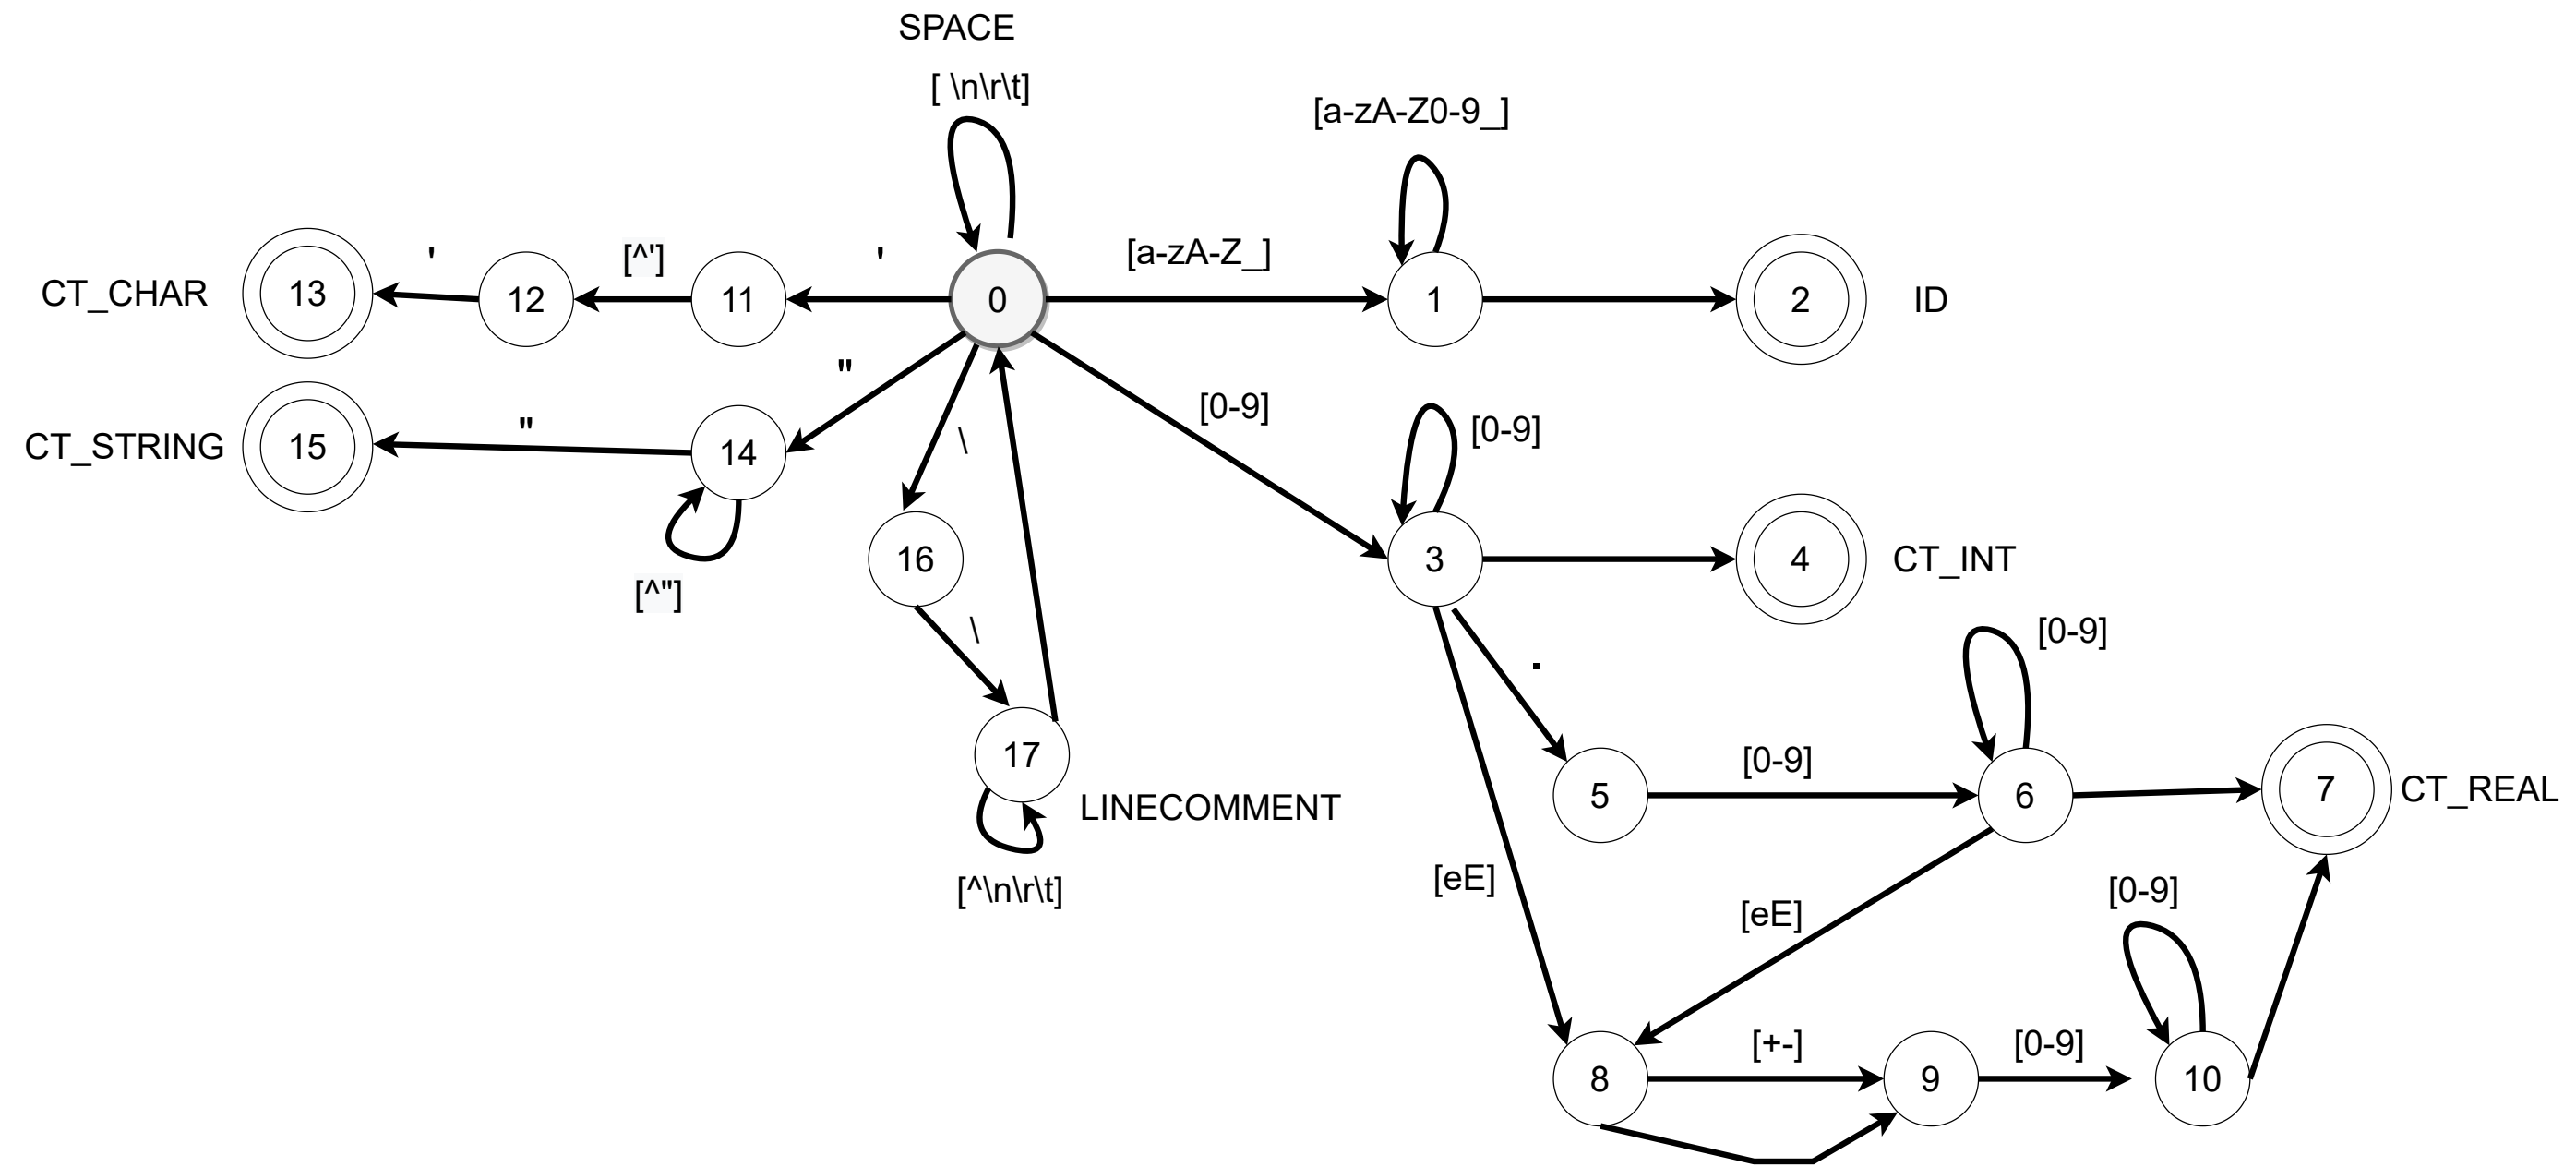 SPACE
[ \n\r\t]
[a-zA-Z0-9_]
CT_CHAR
13
'
12
[^']
11
'
0
[a-zA-Z_]
1
2
ID
CT_STRING
15
"
14
"
[^"]
\
16
\
17
LINECOMMENT
[^\n\r\t]
[0-9]
3
[0-9]
4
CT_INT
.
5
[0-9]
6
[0-9]
7
CT_REAL
[eE]
[eE]
8
[+-]
9
[0-9]
10
[0-9]